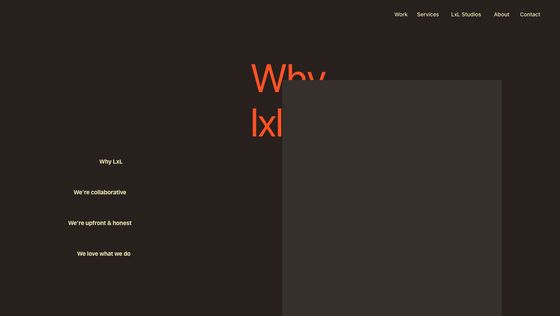 Work Services LxL Studios About Contact
Why
lxl
Why LxL
We're collaborative
We're upfront & honest
We love what we do